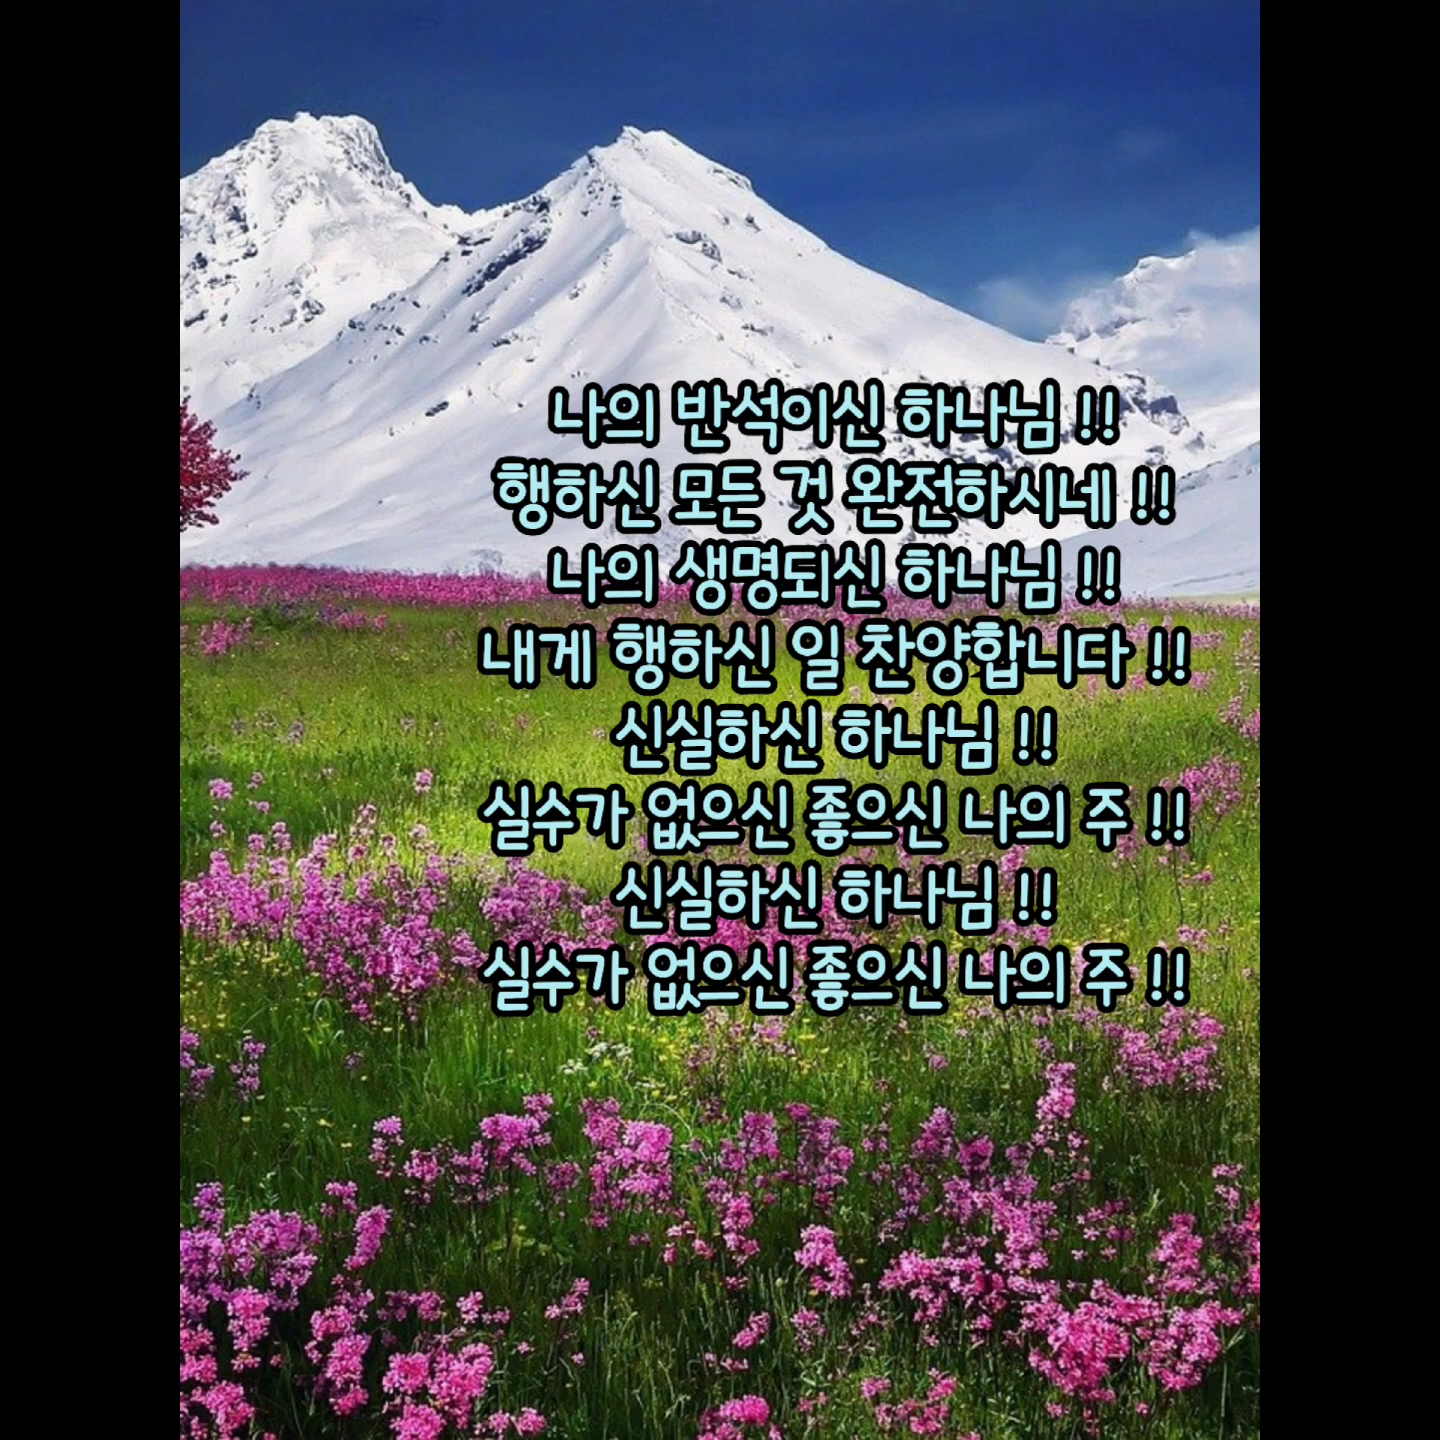 나의 반석이신 하나님 !!
행하신 모든 것 완전하시네 !!
나의 생명되신 하나님 !!
내게 행하신 일 찬양합니다 !!
신실하신 하나님 !!
실수가 없으신 좋으신 나의 주 !!
신실하신 하나님 !!
실수가 없으신 좋으신 나의 주 !!